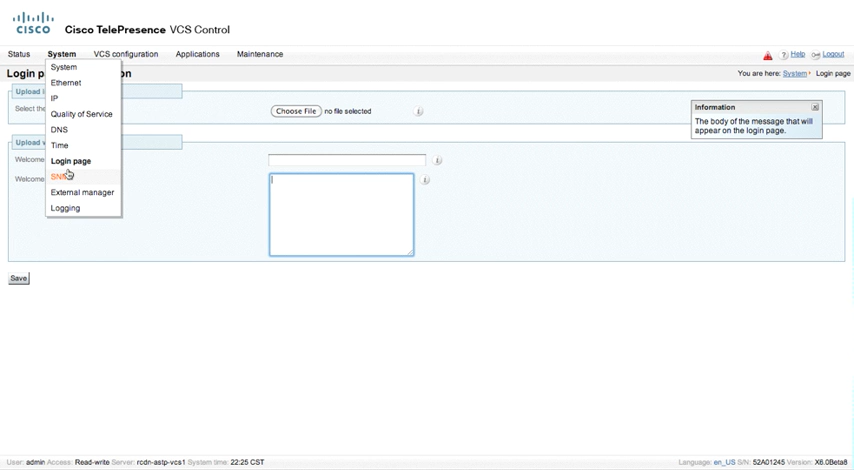 CISCO
Cisco TelePresence VCS Control
Status System VCS configuration Applications Maintenance Help Logout
Login on
You are here: System Login page
System
Ethernet
IP
Quality of Service
DNS
Time
Login page
External manager
Logging
Upload
Select the
Choose File no file selected
Information
The body of the message that will
appear on the login page.
Upload
Welcome
Welcome
Save
User: admin Access: Read-write Server: rcdn-astp-vcs1 System time: 22:25 CST
Language: en_US S/N: 52A01245 Version: X6.0Beta8